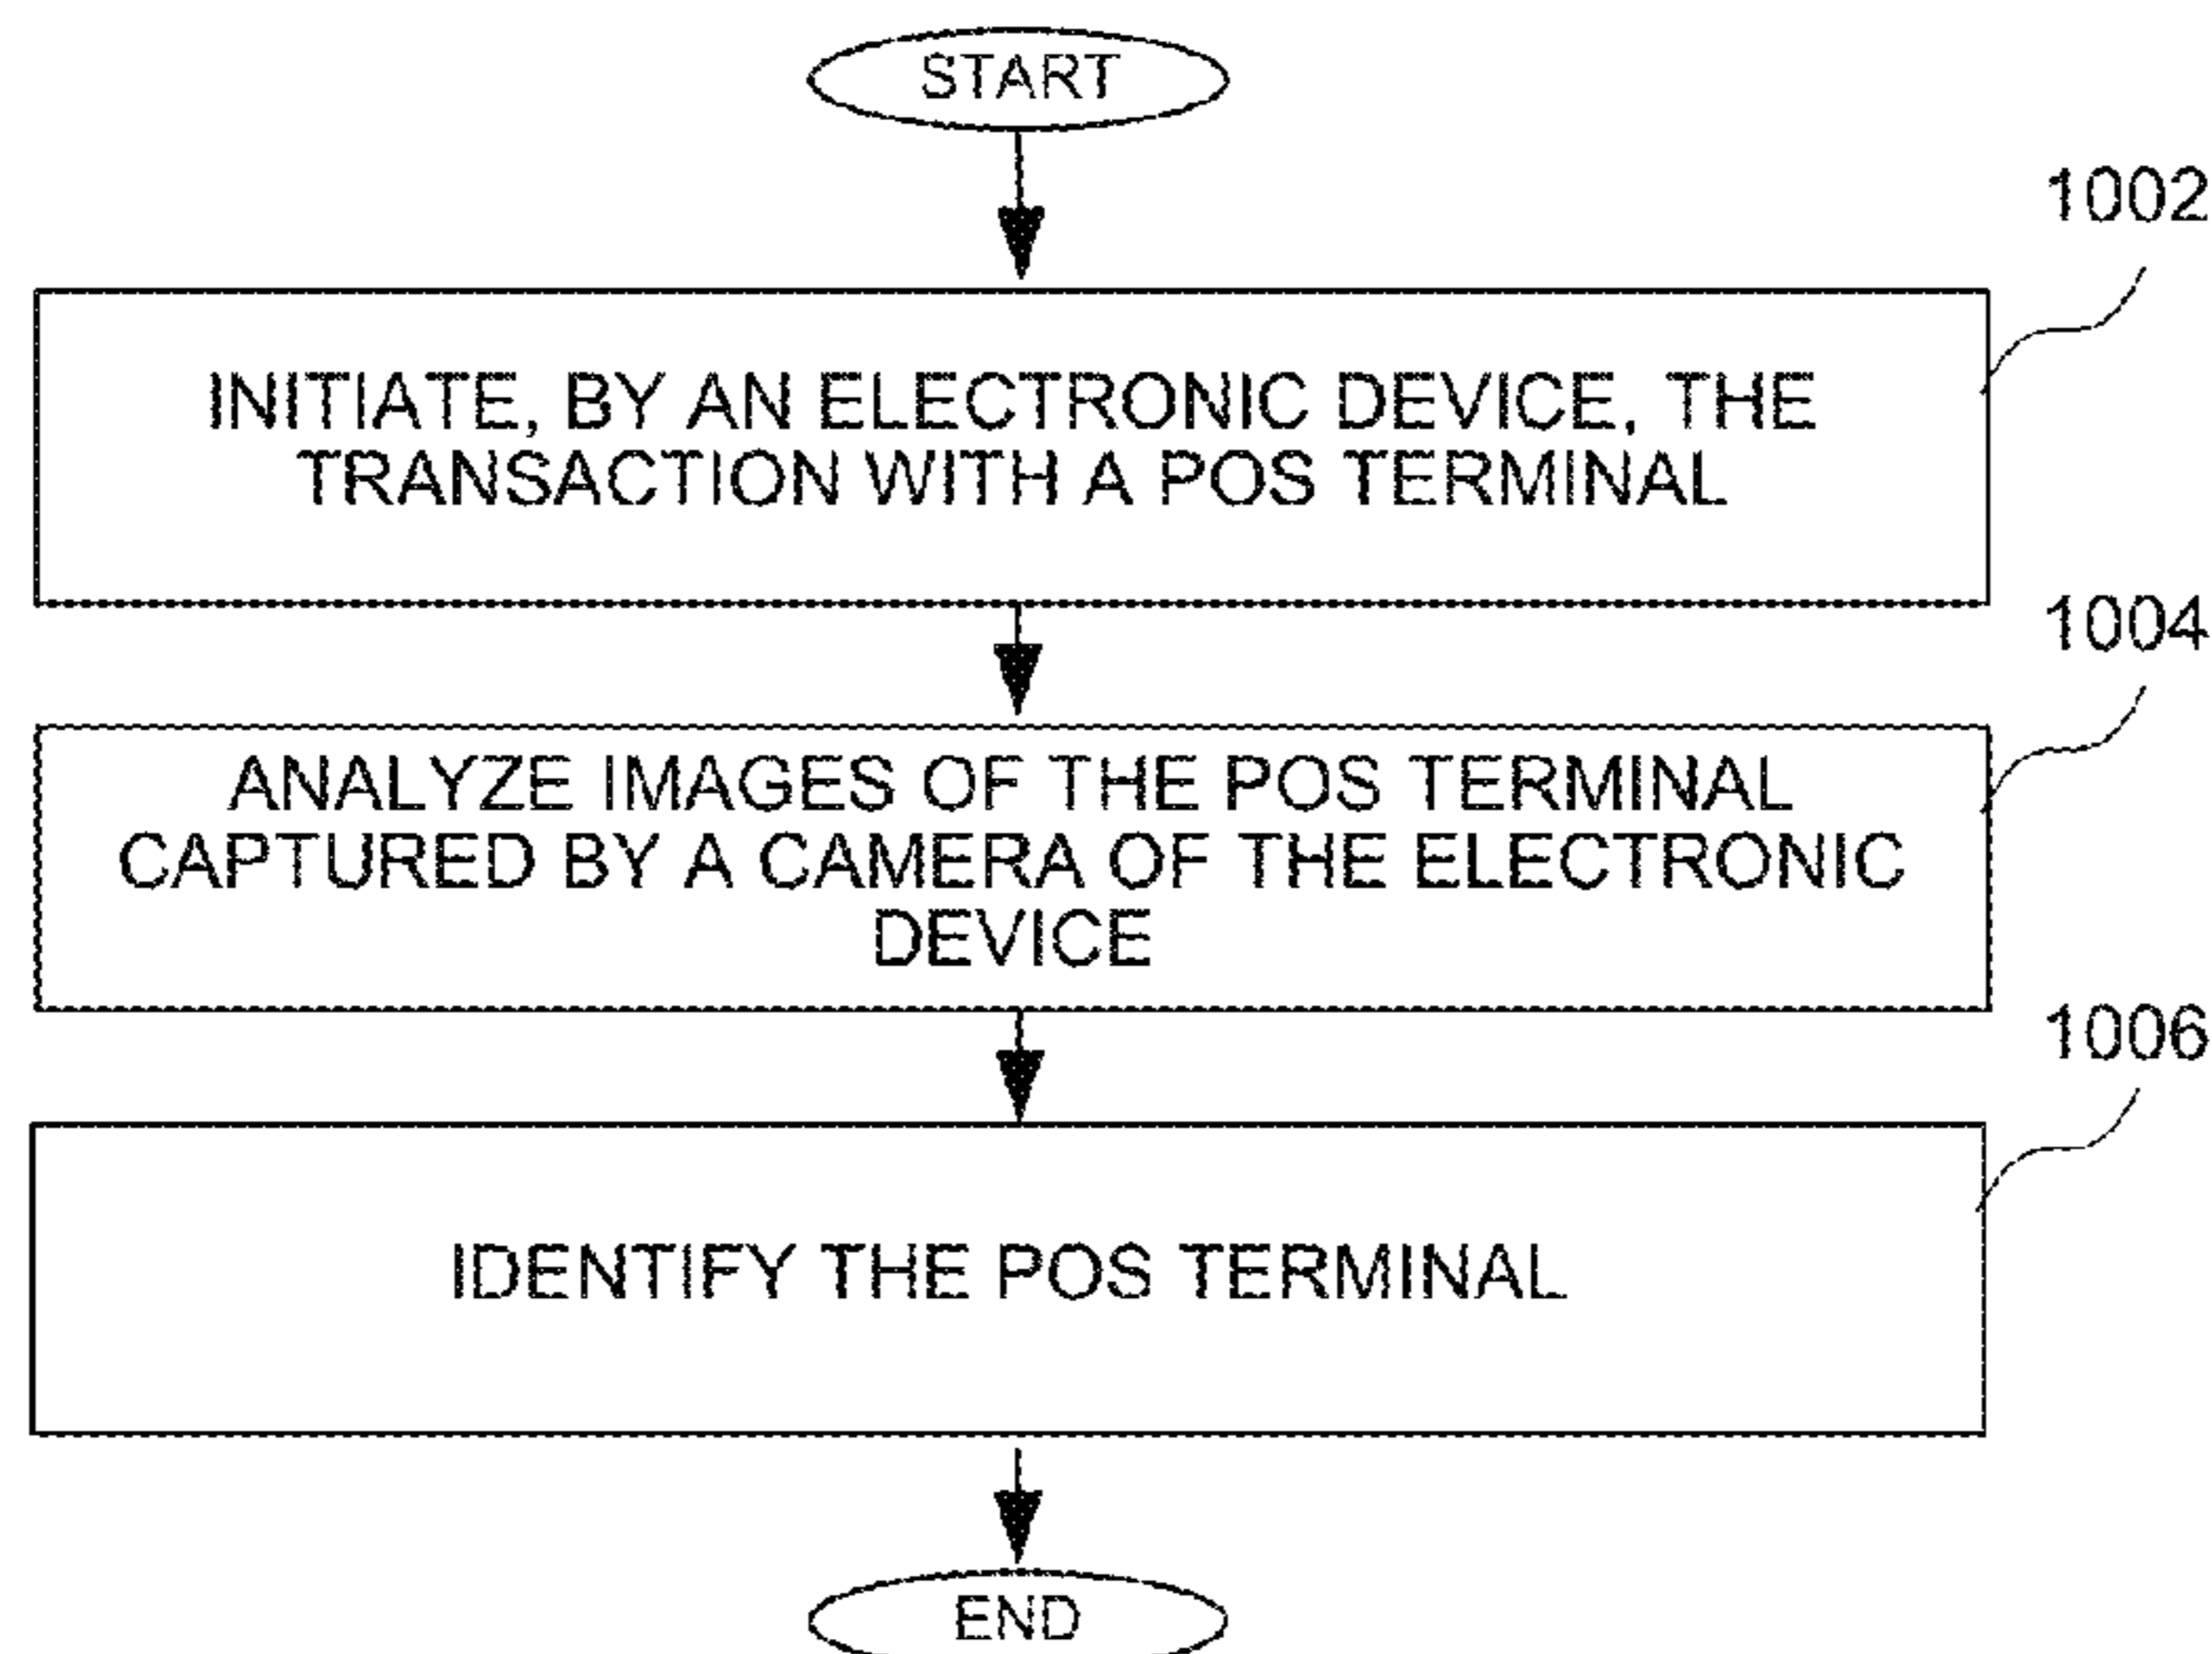 START
1002
INITIATE, BY AN ELECTRONIC DEVICE, THE
TRANSACTION WITH A POS TERMINAL
1004
ANALYZE IMAGES OF THE POS TERMINAL
CAPTURED BY A CAMERA OF THE ELECTRONIC
DEVICE
1006
IDENTIFY THE POS TERMINAL
END